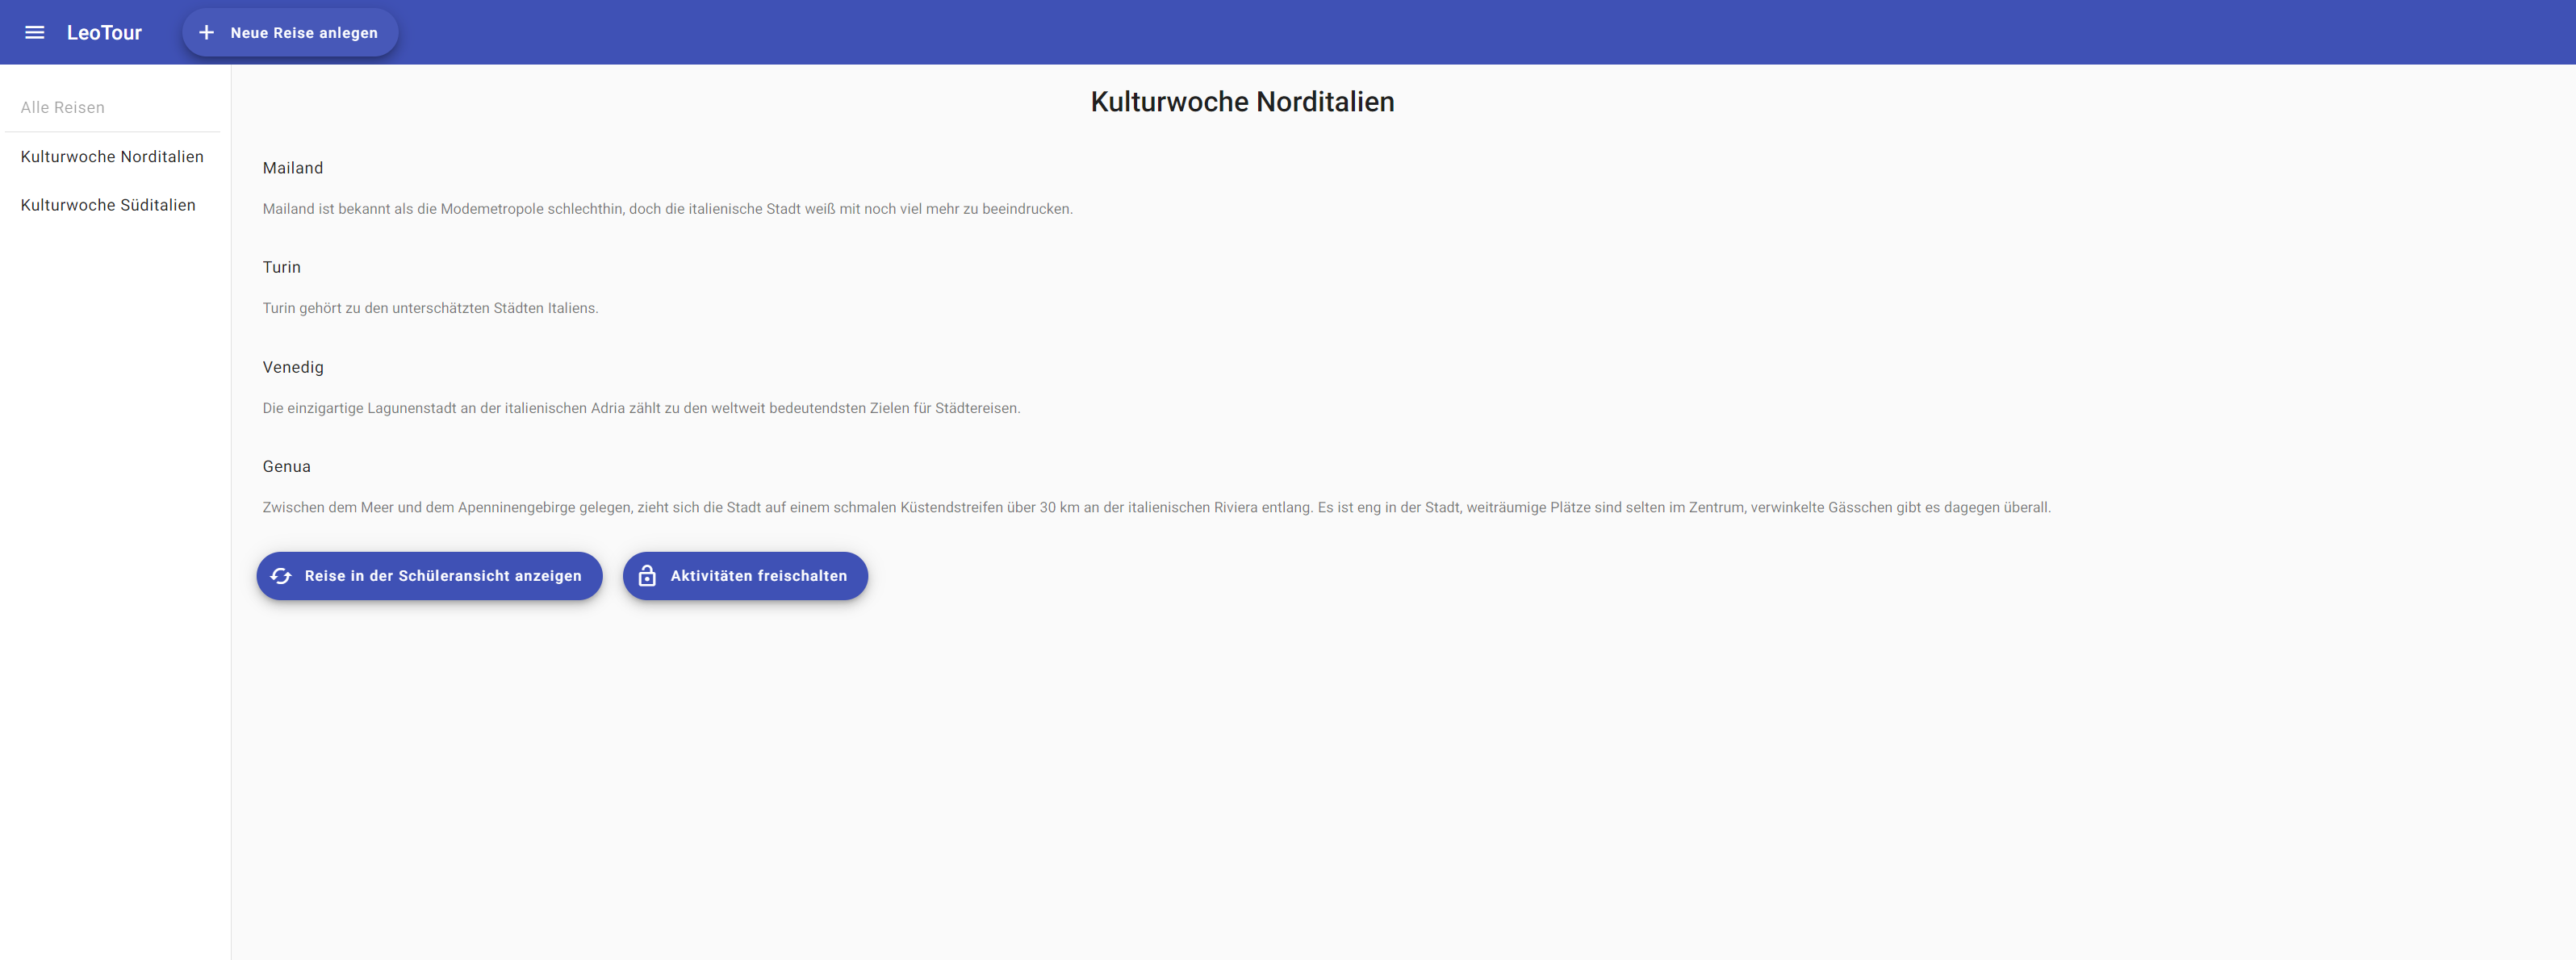 LeoTour
Neue Reise anlegen
Alle Reisen
Kulturwoche Norditalien
Kulturwoche Süditalien
Kulturwoche Norditalien
Mailand
Mailand ist bekannt als die Modemetropole schlechthin, doch die italienische Stadt weiß mit noch viel mehr zu beeindrucken.
Turin
Turin gehört zu den unterschätzten Städten Italiens.
Venedig
Die einzigartige Lagunenstadt an der italienischen Adria zählt zu den weltweit bedeutendsten Zielen für Städtereisen.
Genua
Zwischen dem Meer und dem Apenninengebirge gelegen, zieht sich die Stadt auf einem schmalen Küstendstreifen über 30 km an der italienischen Riviera entlang. Es ist eng in der Stadt, weiträumige Plätze sind selten im Zentrum, verwinkelte Gässchen gibt es dagegen überall.
Reise in der Schüleransicht anzeigen
Aktivitäten freischalten